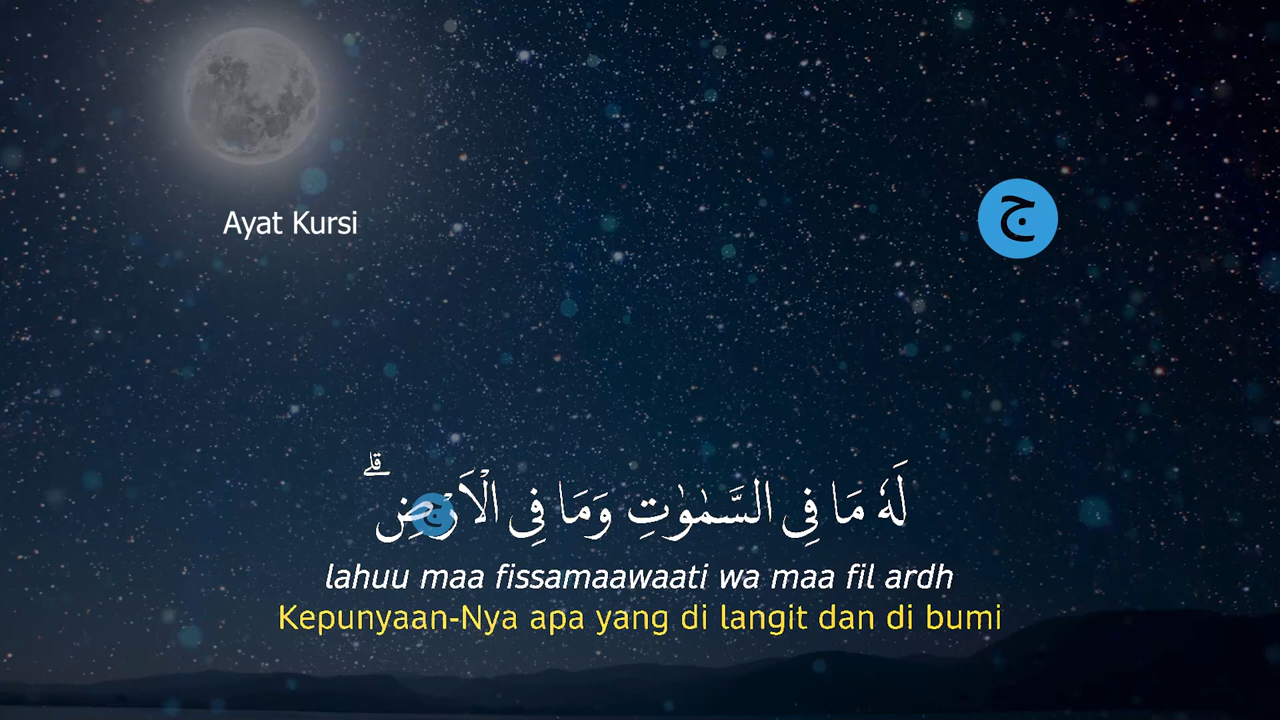 Ayat Kursi
ج
لَهٗ مَا فِى السَّمٰوٰتِ وَمَا فِى الْاَرْضِۗ
ج
lahuu maa fissamaawaati wa maa fil ardh
Kepunyaan-Nya apa yang di langit dan di bumi